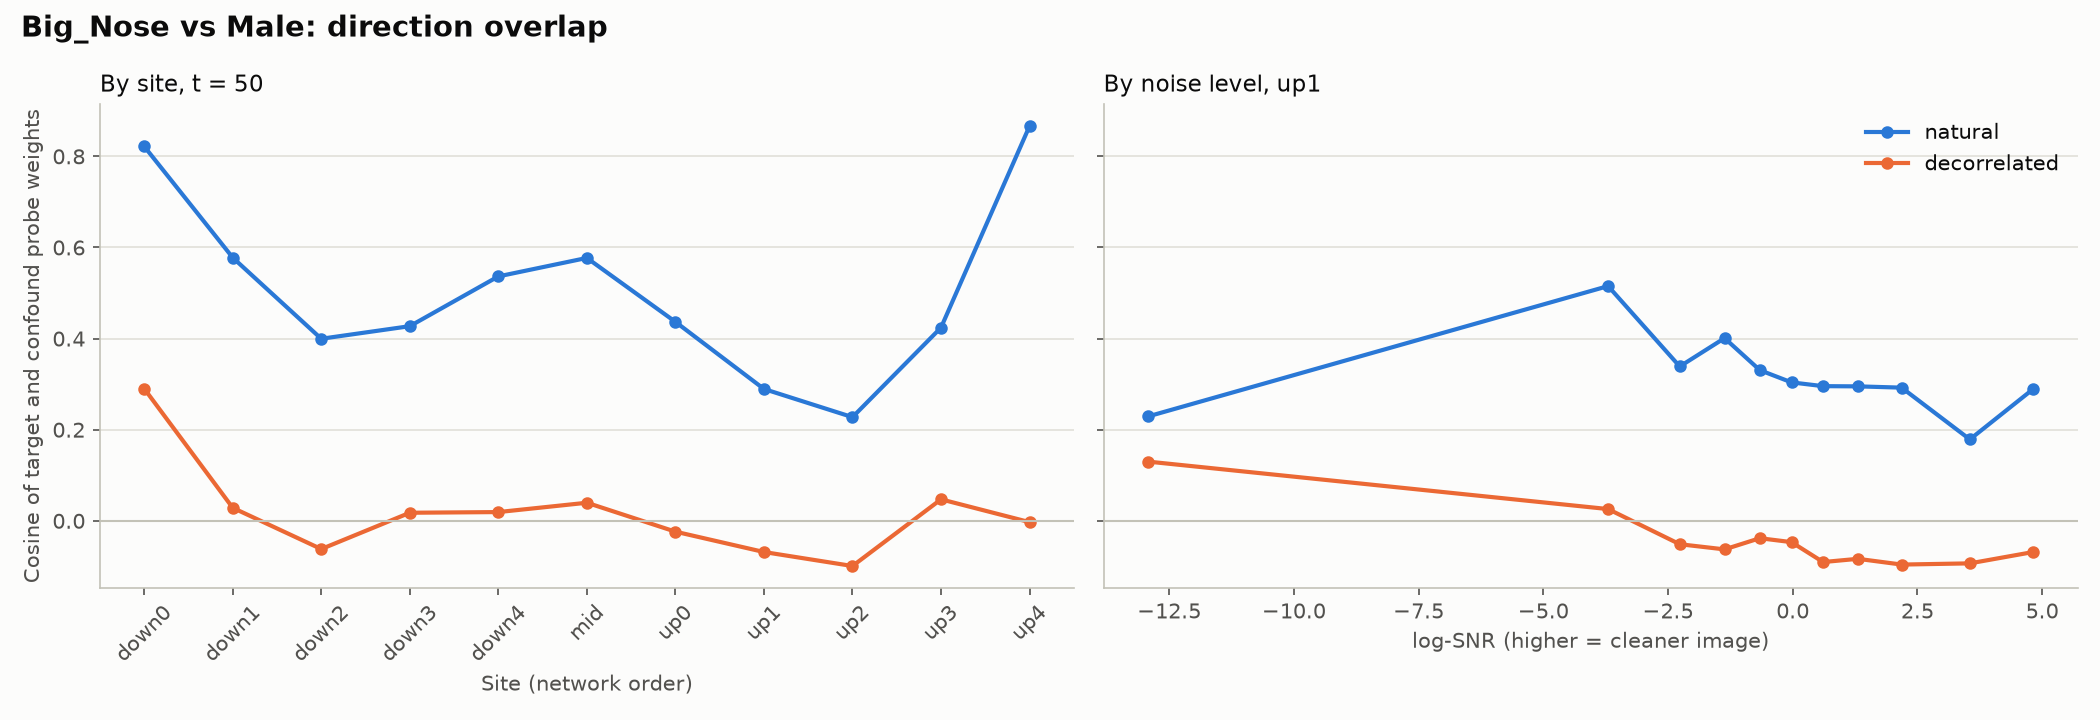 Big_Nose vs Male: direction overlap
By site, t = 50
Cosine of target and confound probe weights
0.8
0.6
0.4
0.2
0.0
down0
down1
down2
down3
down4
mid
up0
up1
up2
up3
up4
Site (network order)
By noise level, up1
natural
decorrelated
−12.5
−10.0
−7.5
−5.0
−2.5
0.0
2.5
5.0
log-SNR (higher = cleaner image)